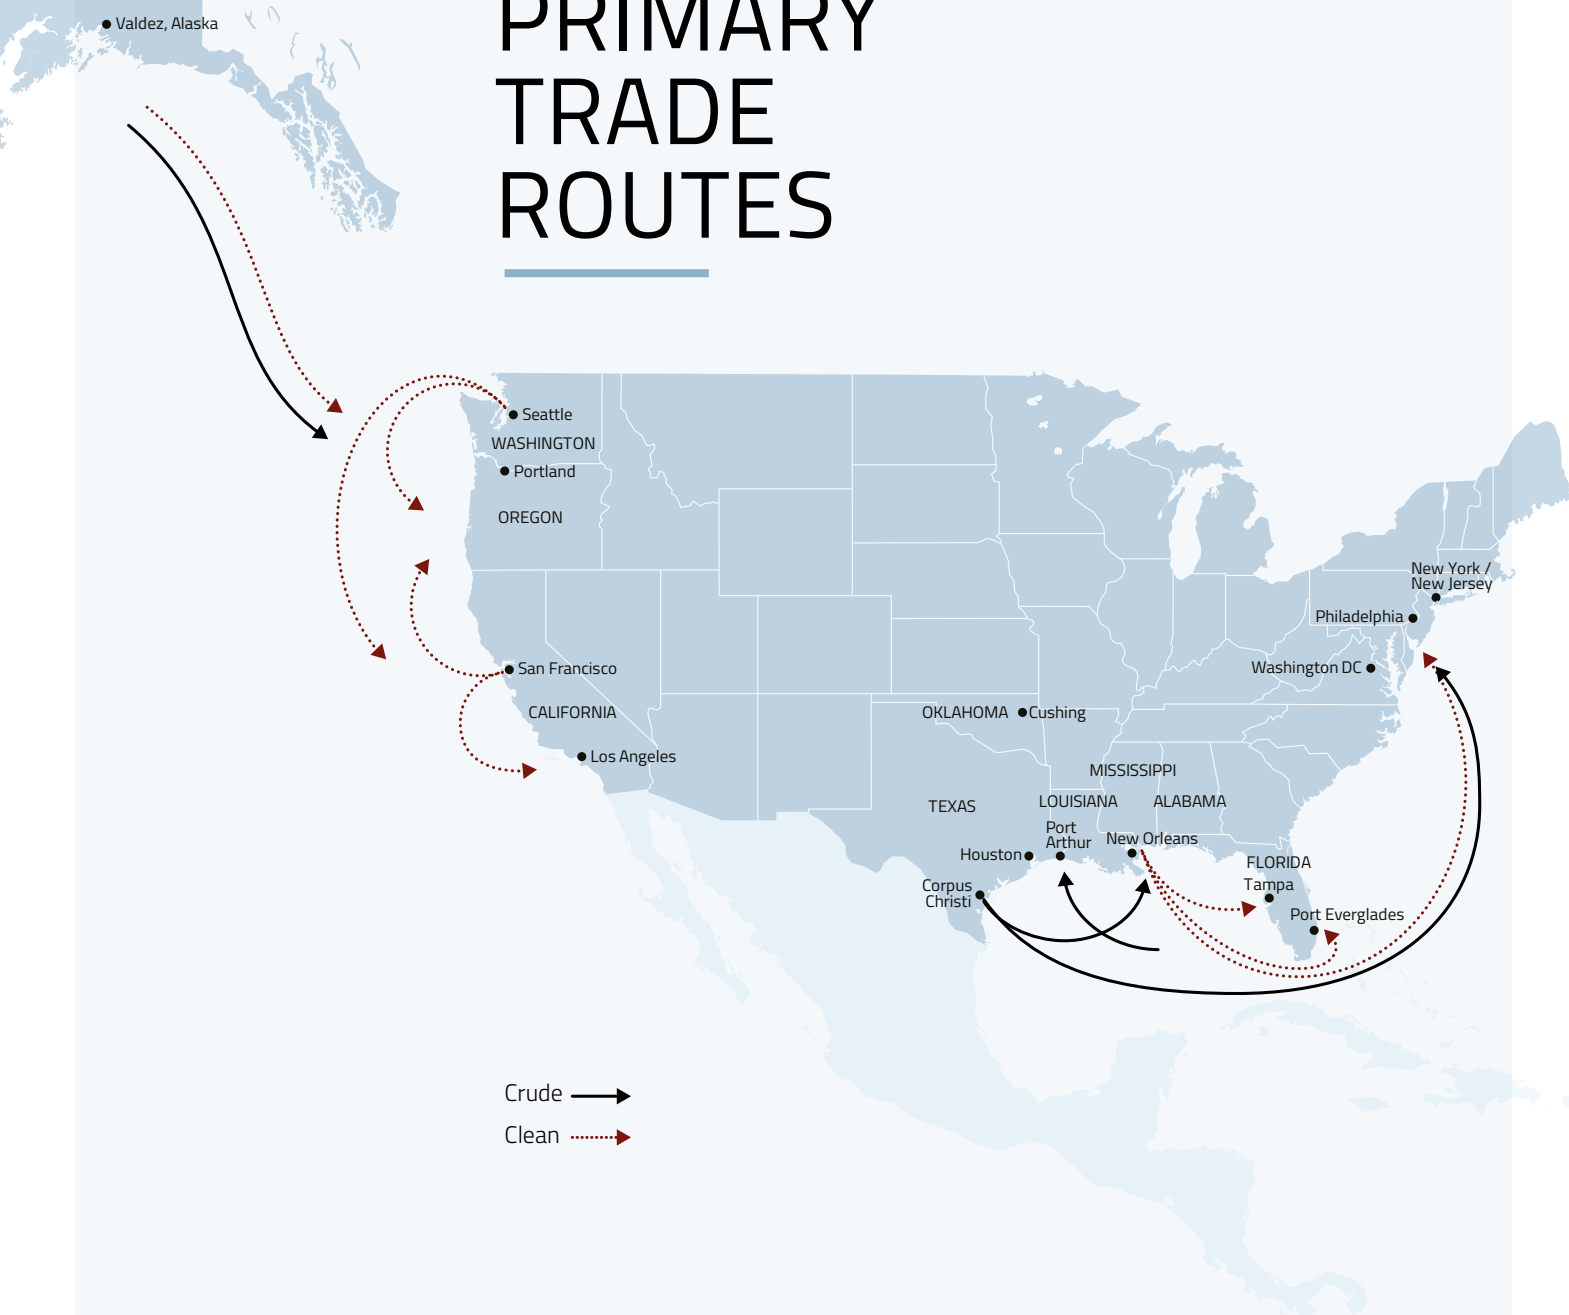 Valdez, Alaska
PRIMARY
TRADE
ROUTES
Seattle
WASHINGTON
Portland
OREGON
New York /
New Jersey
Philadelphia
Washington DC
San Francisco
CALIFORNIA
OKLAHOMA
Cushing
Los Angeles
MISSISSIPPI
TEXAS
LOUISIANA
ALABAMA
Port
Arthur
New Orleans
Houston
FLORIDA
Tampa
Corpus
Christi
Port Everglades
Crude
Clean